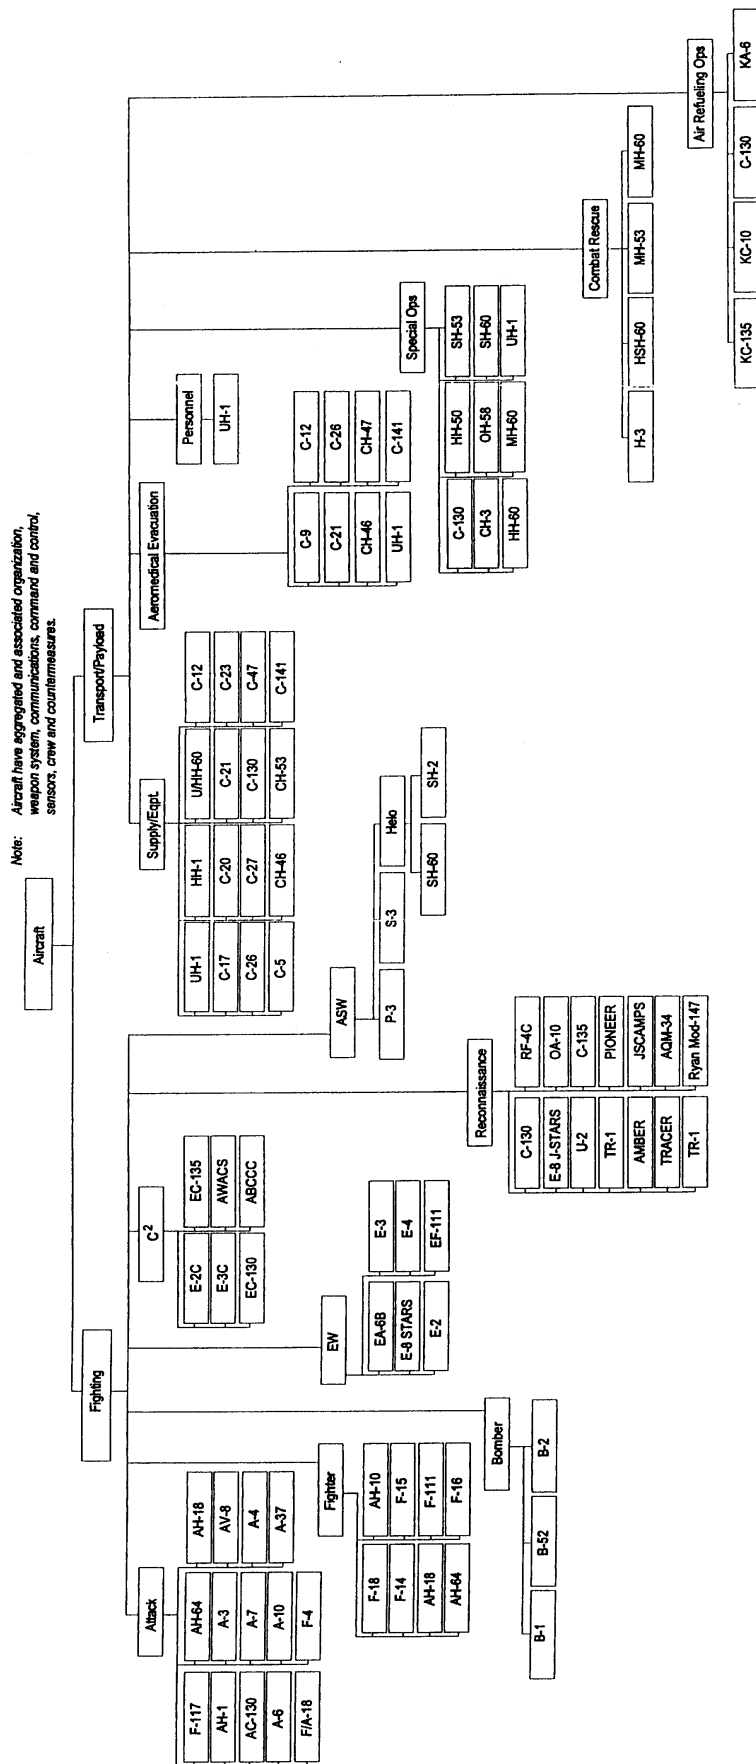 Note: Aircraft have aggregated and associated organization,
weapon system, communications, command and control,
sensors, crew and countermeasures.
Aircraft
Fighting
Transport/Payload
Attack
F-117
AH-64
AH-18
AH-1
A-3
AV-8
AC-130
A-7
A-4
A-6
A-10
A-37
F/A-18
F-4
Fighter
F-18
AH-10
F-14
F-15
AH-18
F-111
AH-64
F-16
Bomber
B-1
B-52
B-2
C2
E-2C
EC-135
E-3C
AWACS
EC-130
ABCCC
EW
EA-6B
E-3
E-8 STARS
E-4
E-2
EF-111
ASW
P-3
S-3
Helo
SH-60
SH-2
Reconnaissance
C-130
RF-4C
E-8 J-STARS
OA-10
U-2
C-135
TR-1
PIONEER
AMBER
JSCAMPS
TRACER
AQM-34
TR-1
Ryan Mod-147
Supply/Eqpt.
UH-1
HH-1
U/HH-60
C-12
C-17
C-20
C-21
C-23
C-26
C-27
C-130
C-47
C-5
CH-46
CH-53
C-141
Aeromedical Evacuation
C-9
C-12
C-21
C-26
CH-46
CH-47
UH-1
C-141
Personnel
UH-1
Special Ops
C-130
HH-50
SH-53
CH-3
OH-58
SH-60
HH-60
MH-60
UH-1
Combat Rescue
H-3
HSH-60
MH-53
MH-60
Air Refueling Ops
KC-135
KC-10
C-130
KA-6